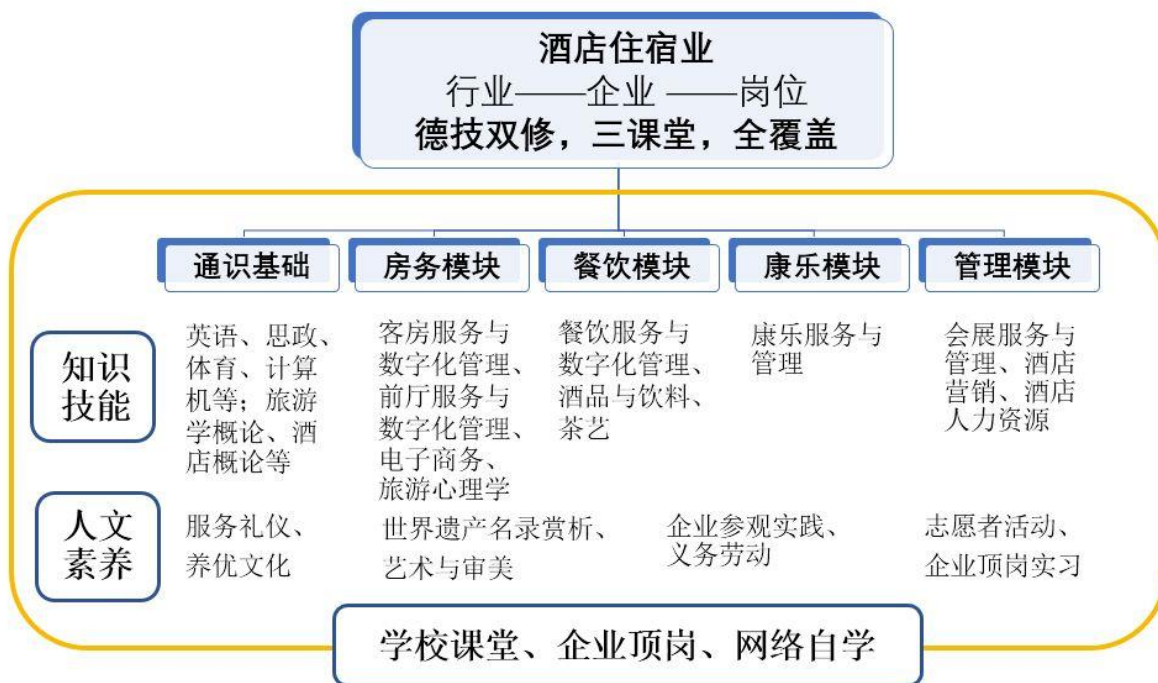 酒店住宿业
行业——企业 ——岗位
德技双修，三课堂，全覆盖
通识基础
房务模块
餐饮模块
康乐模块
管理模块
知识
技能
英语、思政、
体育、计算
机等；旅游
学概论、酒
店概论等
客房服务与
数字化管理、
前厅服务与
数字化管理、
电子商务、
旅游心理学
餐饮服务与
数字化管理、
酒品与饮料、
茶艺
康乐服务与
管理
会展服务与
管理、酒店
营销、酒店
人力资源
人文
素养
服务礼仪、
养优文化
世界遗产名录赏析、
艺术与审美
企业参观实践、
义务劳动
志愿者活动、
企业顶岗实习
学校课堂、企业顶岗、网络自学